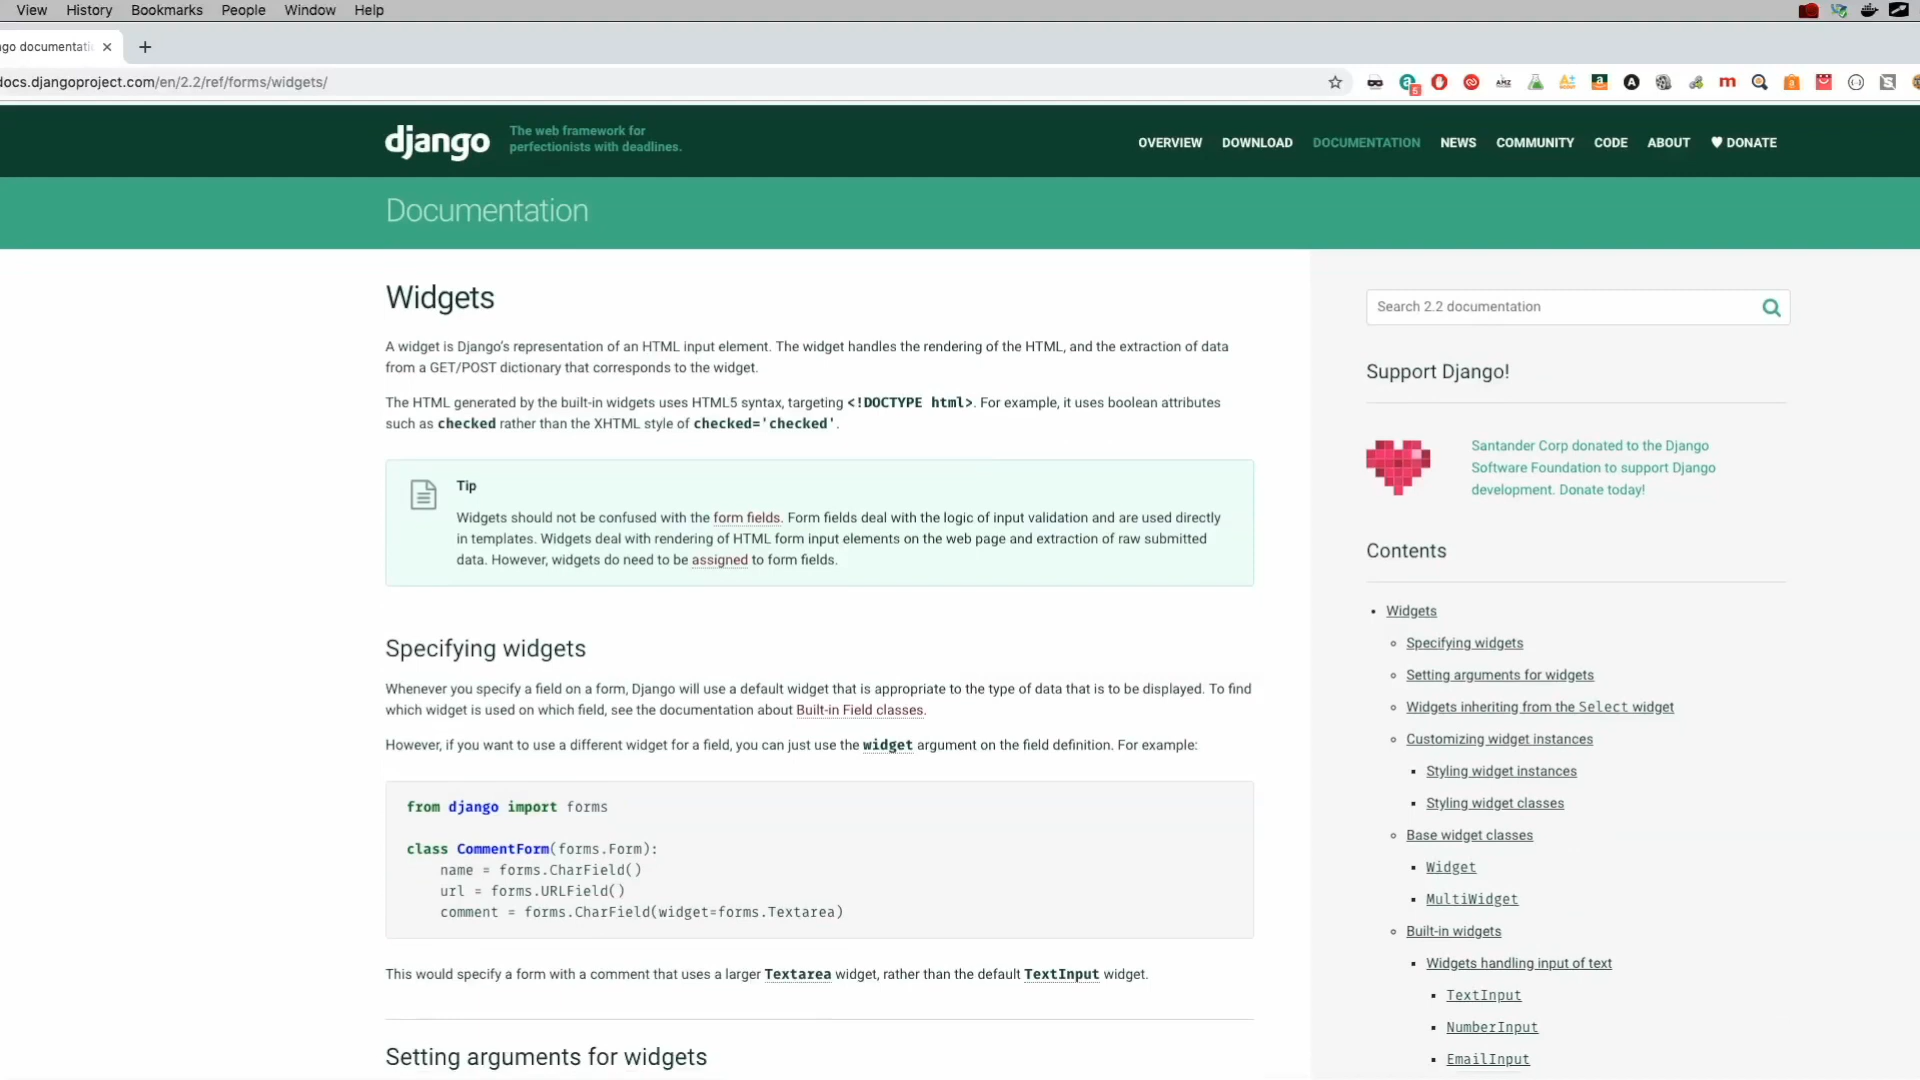 View History Bookmarks People Window Help
go documentati
docs.djangoproject.com/en/2.2/ref/forms/widgets/
5
AMZ
A
m
django
The web framework for
perfectionists with deadlines.
OVERVIEW DOWNLOAD DOCUMENTATION NEWS COMMUNITY CODE ABOUT DONATE
Documentation
Widgets
A widget is Django's representation of an HTML input element. The widget handles the rendering of the HTML, and the extraction of data
from a GET/POST dictionary that corresponds to the widget.
The HTML generated by the built-in widgets uses HTML5 syntax, targeting <!DOCTYPE html>. For example, it uses boolean attributes
such as checked rather than the XHTML style of checked='checked'.
Tip
Widgets should not be confused with the form fields. Form fields deal with the logic of input validation and are used directly
in templates. Widgets deal with rendering of HTML form input elements on the web page and extraction of raw submitted
data. However, widgets do need to be assigned to form fields.
Specifying widgets
Whenever you specify a field on a form, Django will use a default widget that is appropriate to the type of data that is to be displayed. To find
which widget is used on which field, see the documentation about Built-in Field classes.
However, if you want to use a different widget for a field, you can just use the widget argument on the field definition. For example:
from django import forms
class CommentForm(forms.Form):
name = forms.CharField()
url = forms.URLField()
comment = forms.CharField(widget=forms.Textarea)
This would specify a form with a comment that uses a larger Textarea widget, rather than the default TextInput widget.
Setting arguments for widgets
Search 2.2 documentation
Support Django!
Santander Corp donated to the Django
Software Foundation to support Django
development. Donate today!
Contents
Widgets
Specifying widgets
Setting arguments for widgets
Widgets inheriting from the Select widget
Customizing widget instances
Styling widget instances
Styling widget classes
Base widget classes
Widget
MultiWidget
Built-in widgets
Widgets handling input of text
TextInput
NumberInput
EmailInput